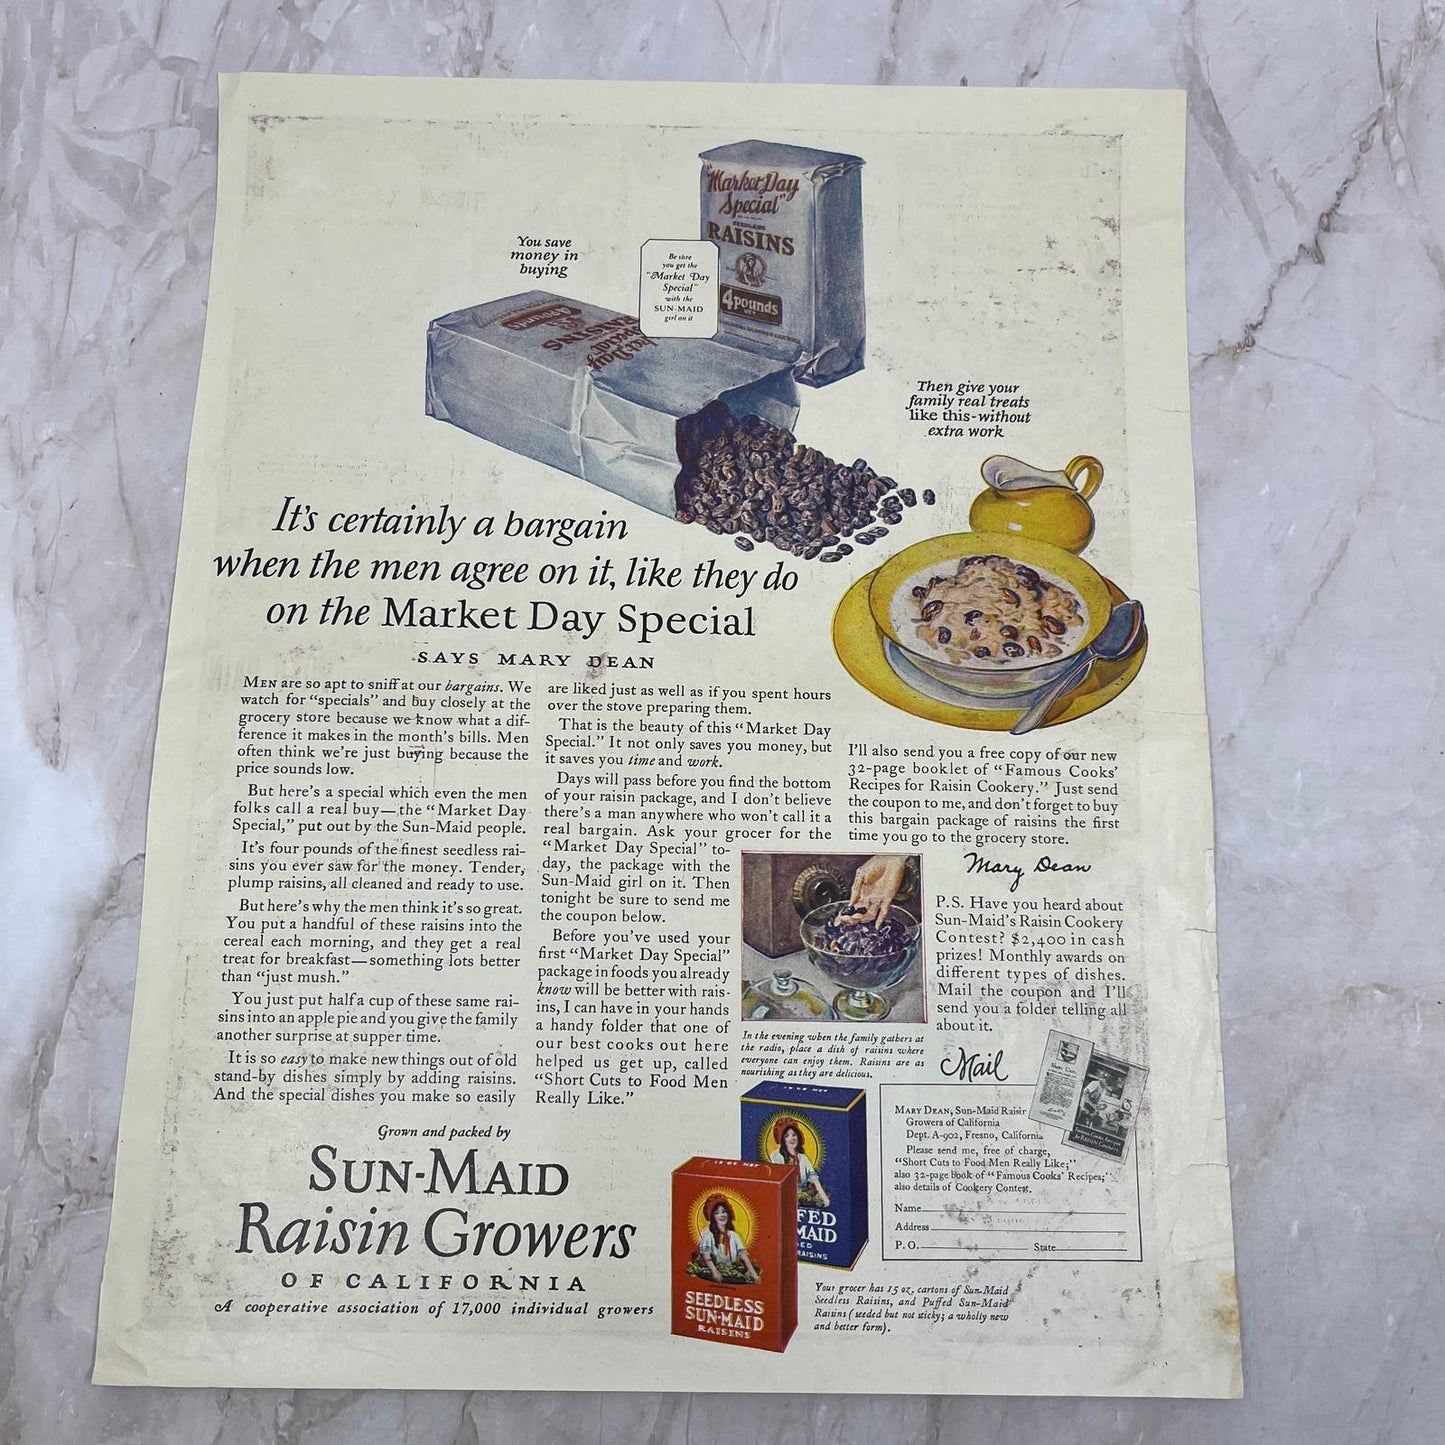 "Market Day
Special"
SEEDLESS
RAISINS
4 pounds
NET
You save
money in
buying
Be sure
you get the
"Market Day
Special"
with the
SUN-MAID
girl on it
RAISINS
Then give your
family real treats
like this-without
extra work
It's certainly a bargain
when the men agree on it, like they do
on the Market Day Special
SAYS MARY DEAN
MEN are so apt to sniff at our bargains. We
watch for "specials" and buy closely at the
grocery store because we know what a dif-
ference it makes in the month's bills. Men
often think we're just buying because the
price sounds low.
But here's a special which even the men
folks call a real buy—the "Market Day
Special," put out by the Sun-Maid people.
It's four pounds of the finest seedless rai-
sins you ever saw for the money. Tender,
plump raisins, all cleaned and ready to use.
But here's why the men think it's so great.
You put a handful of these raisins into the
cereal each morning, and they get a real
treat for breakfast—something lots better
than "just mush."
You just put half a cup of these same rai-
sins into an apple pie and you give the family
another surprise at supper time.
It is so easy to make new things out of old
stand-by dishes simply by adding raisins.
And the special dishes you make so easily
are liked just as well as if you spent hours
over the stove preparing them.
That is the beauty of this "Market Day
Special." It not only saves you money, but
it saves you time and work.
Days will pass before you find the bottom
of your raisin package, and I don't believe
there's a man anywhere who won't call it a
real bargain. Ask your grocer for the
"Market Day Special" to-
day, the package with the
Sun-Maid girl on it. Then
tonight be sure to send me
the coupon below.
Before you've used your
first "Market Day Special"
package in foods you already
know will be better with rais-
ins, I can have in your hands
a handy folder that one of
our best cooks out here
helped us get up, called
"Short Cuts to Food Men
Really Like."
I'll also send you a free copy of our new
32-page booklet of "Famous Cooks'
Recipes for Raisin Cookery." Just send
the coupon to me, and don't forget to buy
this bargain package of raisins the first
time you go to the grocery store.
Mary Dean
P.S. Have you heard about
Sun-Maid's Raisin Cookery
Contest? $2,400 in cash
prizes! Monthly awards on
different types of dishes.
Mail the coupon and I'll
send you a folder telling all
about it.
In the evening when the family gathers at
the radio, place a dish of raisins where
everyone can enjoy them. Raisins are as
nourishing as they are delicious.
Mail
MARY DEAN, Sun-Maid Raisin
Growers of California
Dept. A-902, Fresno, California
Please send me, free of charge,
"Short Cuts to Food Men Really Like;"
also 32-page book of "Famous Cooks' Recipes;"
also details of Cookery Contest.
Name
Address
P. O. State
Grown and packed by
SUN-MAID
Raisin Growers
OF CALIFORNIA
A cooperative association of 17,000 individual growers
15 OZ. NET
FED
MAID
RAISINS
15 OZ. NET
SEEDLESS
SUN-MAID
RAISINS
Your grocer has 15 oz. cartons of Sun-Maid
Seedless Raisins, and Puffed Sun-Maid
Raisins (seeded but not sticky; a wholly new
and better form).